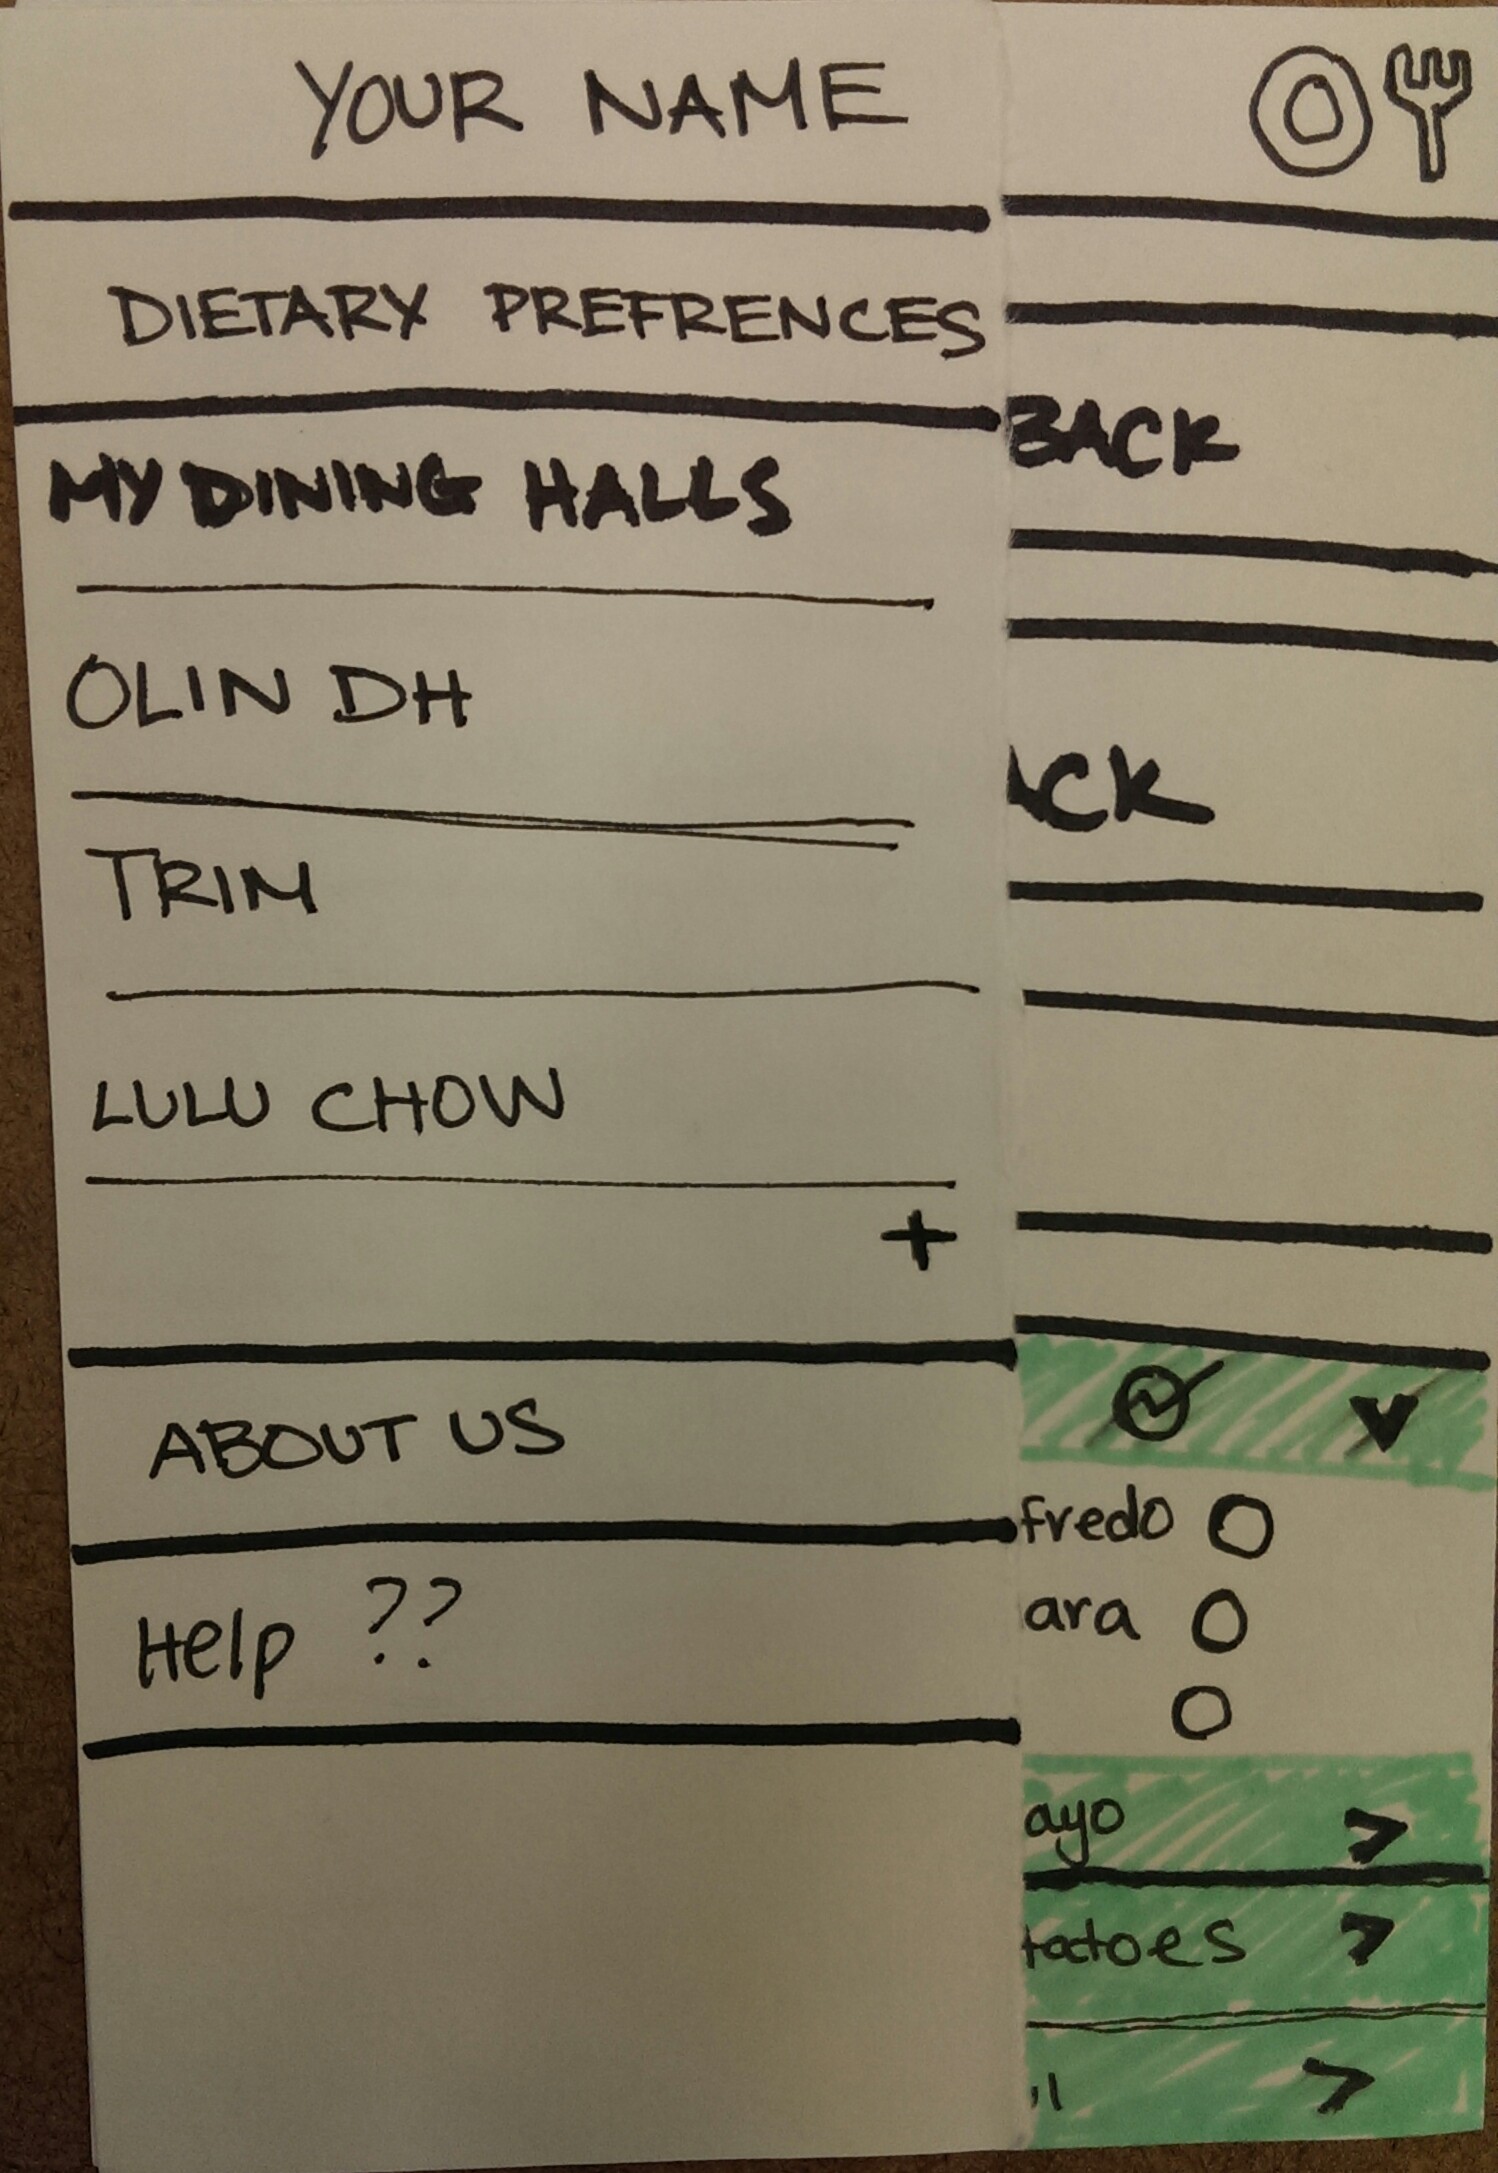 YOUR NAME
DIETARY PREFRENCES
MY DINING HALLS
OLIN DH
TRIM
LULU CHOW
+
ABOUT US
Help ??
BACK
ACK
fredo
ara
ayo
tatoes